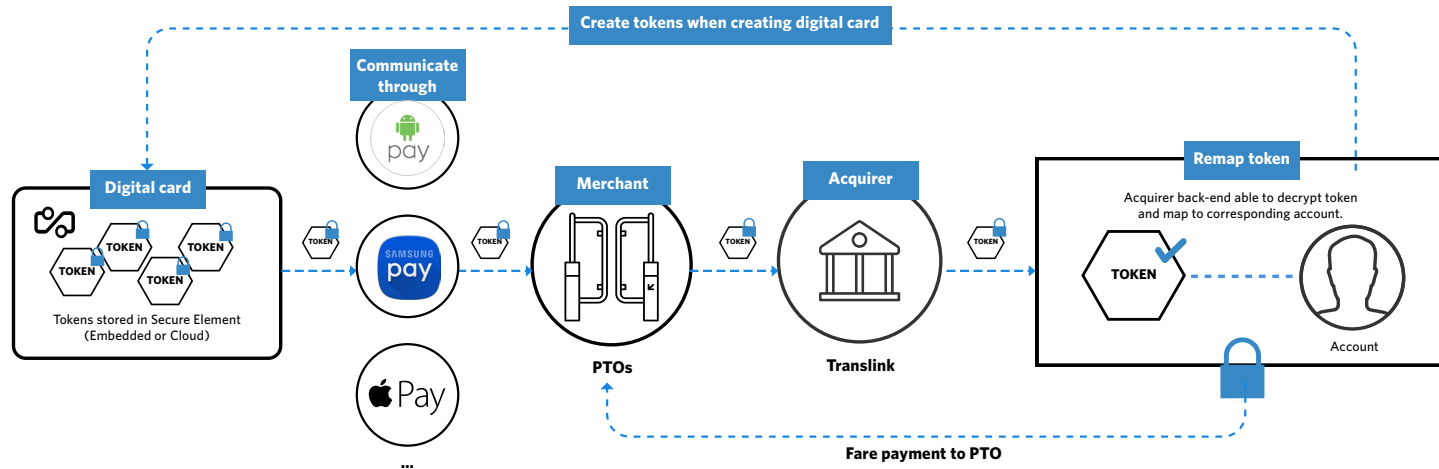 Create tokens when creating digital card
Communicate
through
pay
Digital card
TOKEN
TOKEN
TOKEN
TOKEN
Tokens stored in Secure Element
(Embedded or Cloud)
TOKEN
SAMSUNG
pay
TOKEN
Pay
...
Merchant
PTOs
TOKEN
Acquirer
Translink
TOKEN
Remap token
Acquirer back-end able to decrypt token
and map to corresponding account.
TOKEN
Account
Fare payment to PTO